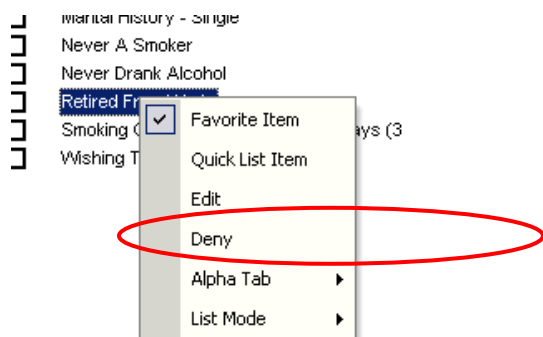 Marital History - Single
Never A Smoker
Never Drank Alcohol
Retired Fr
Smoking ays (3
Wishing T
Favorite Item
Quick List Item
Edit
Deny
Alpha Tab
List Mode